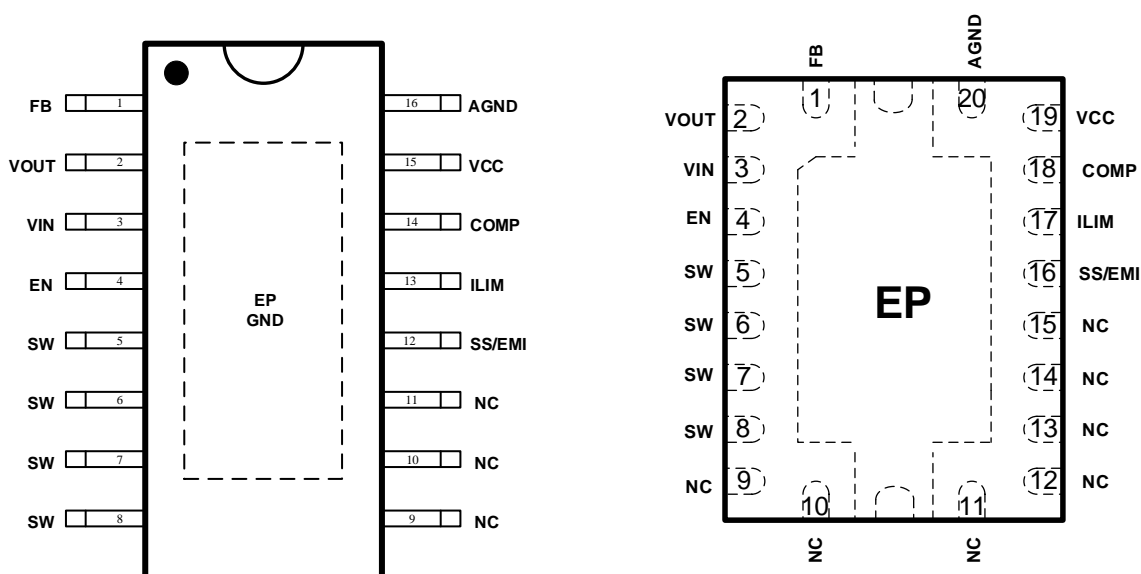 FB 1 16 AGND
VOUT 2 15 VCC
VIN 3 14 COMP
EN 4 13 ILIM
EP
GND
SW 5 12 SS/EMI
SW 6 11 NC
SW 7 10 NC
SW 8 9 NC
FB AGND
1 20
VOUT 2 19 VCC
VIN 3 18 COMP
EN 4 17 ILIM
SW 5 16 SS/EMI
EP
SW 6 15 NC
SW 7 14 NC
SW 8 13 NC
NC 9 12 NC
10 11
NC NC